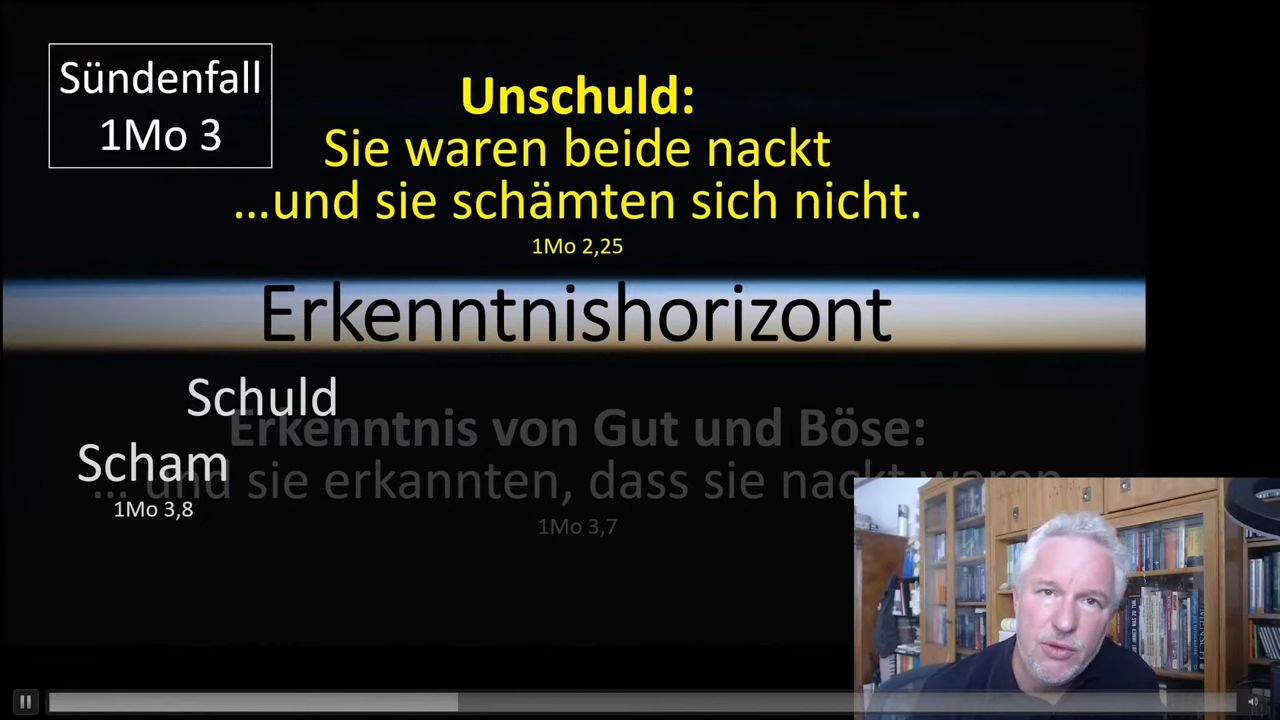 Sündenfall
1Mo 3
Unschuld:
Sie waren beide nackt
...und sie schämten sich nicht.
1Mo 2,25
Erkenntnishorizont
Schuld
Erkenntnis von Gut und Böse:
Scham
... und sie erkannten, dass sie nackt waren
1Mo 3,8
1Mo 3,7